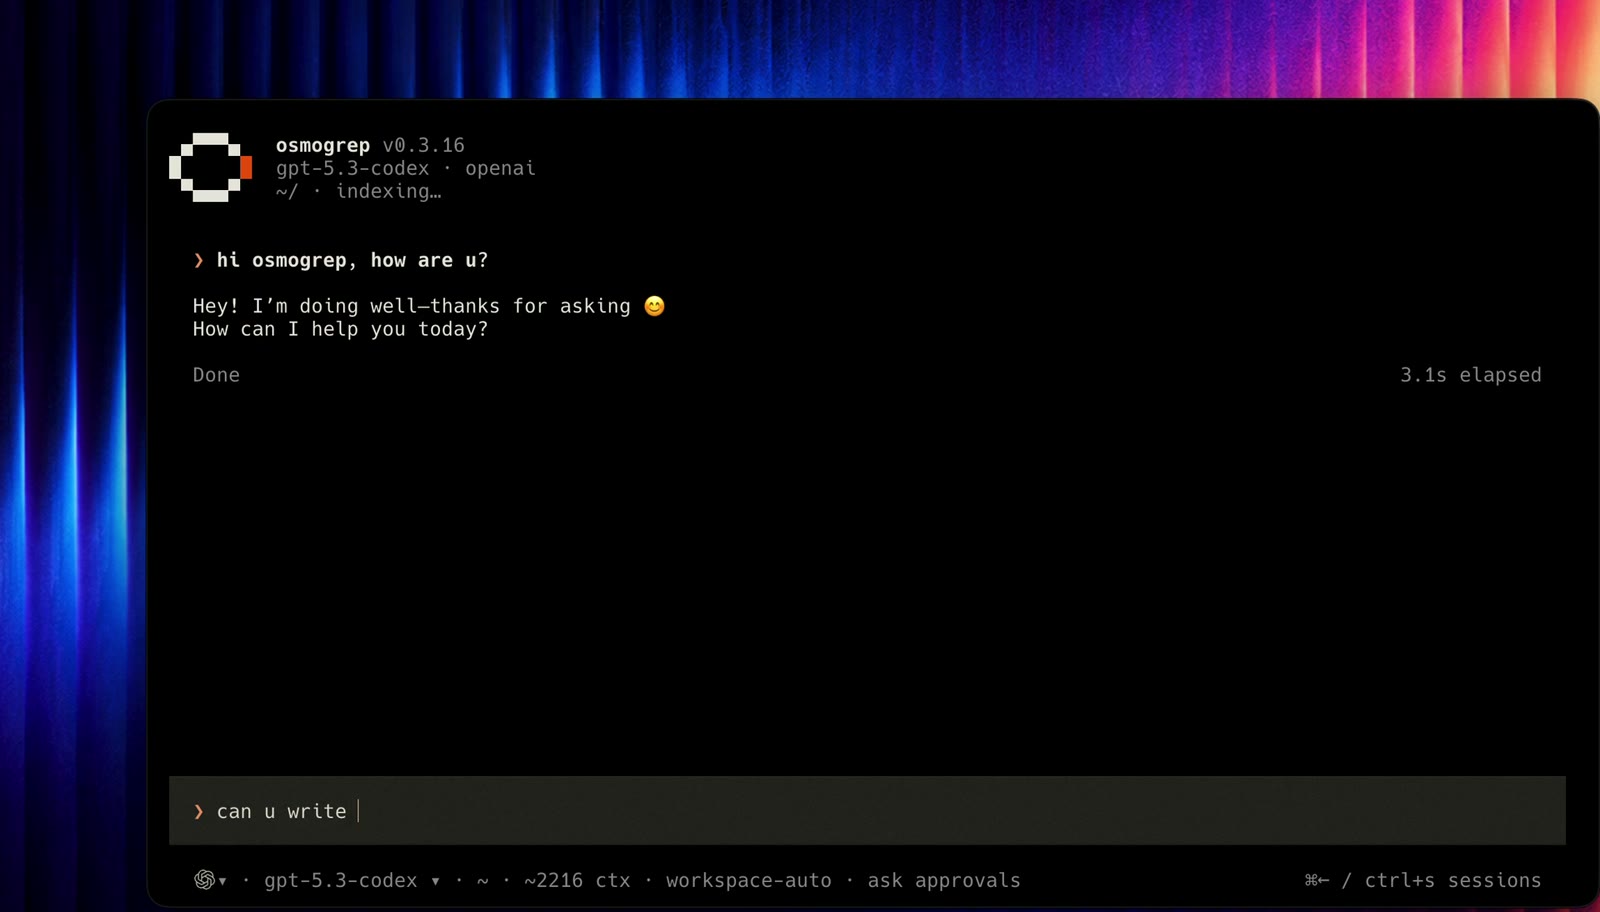 osmogrep v0.3.16
gpt-5.3-codex · openai
~/ · indexing…
❯ hi osmogrep, how are u?
Hey! I’m doing well—thanks for asking 😊
How can I help you today?
Done 3.1s elapsed
❯ can u write
▾ · gpt-5.3-codex ▾ · ~ · ~2216 ctx · workspace-auto · ask approvals ⌘← / ctrl+s sessions